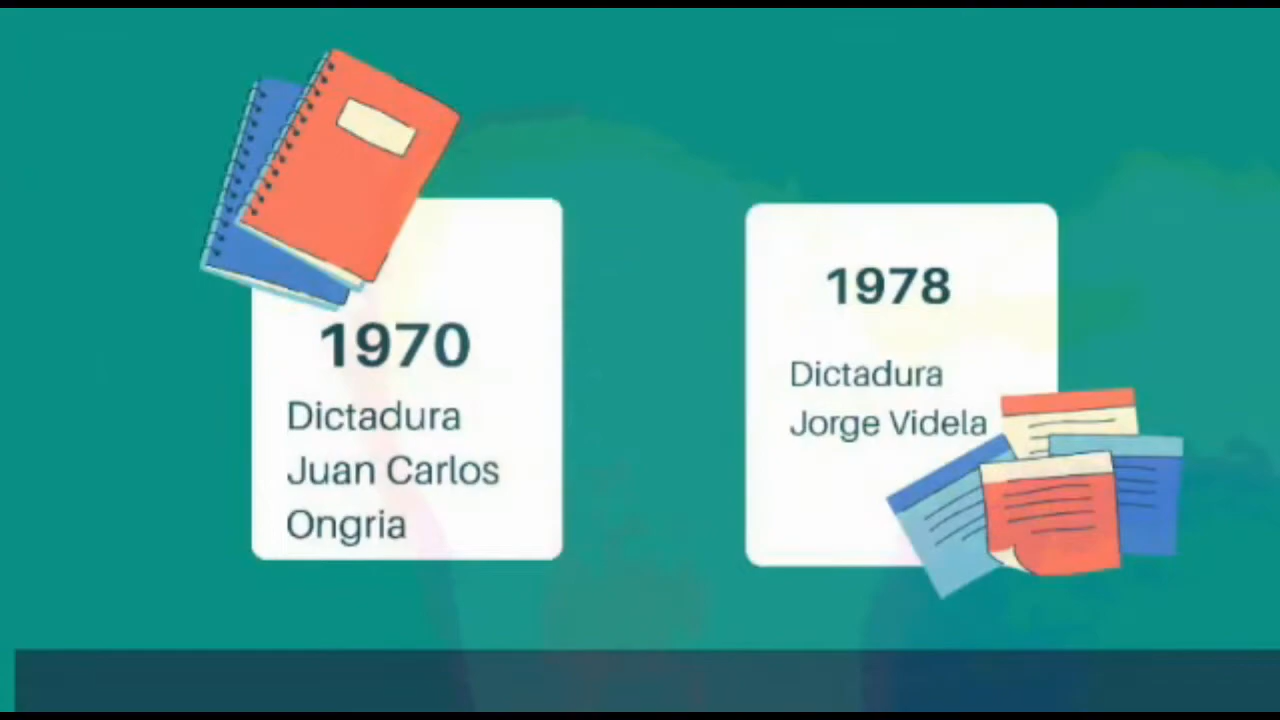 1970
Dictadura
Juan Carlos
Ongria
1978
Dictadura
Jorge Videla